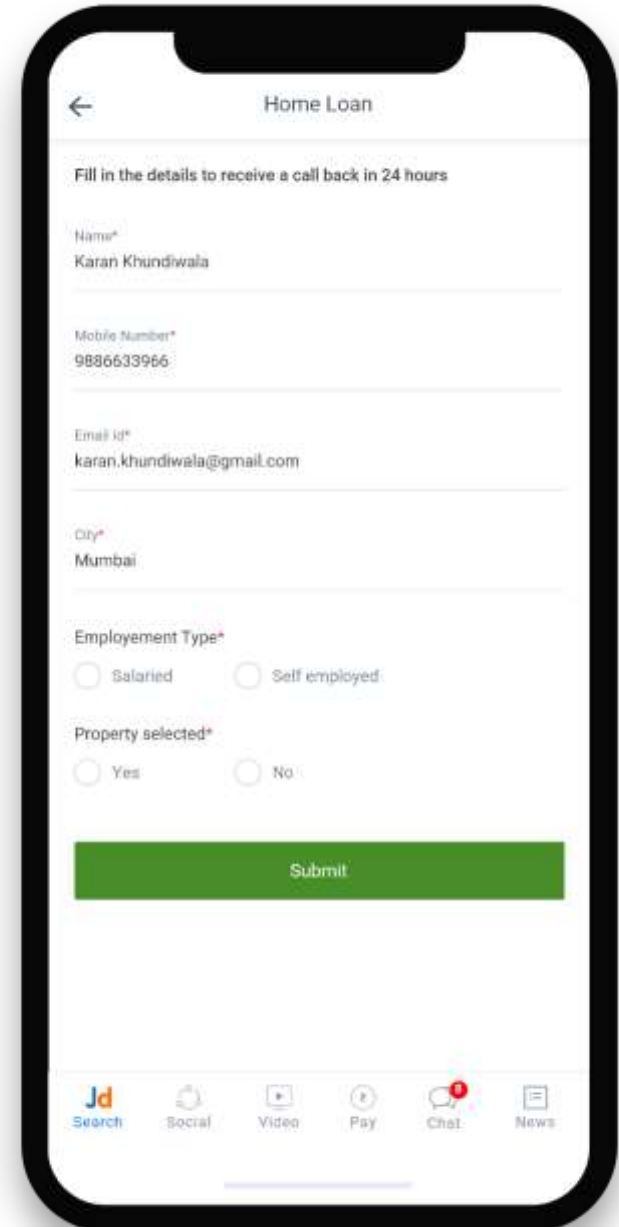 Home Loan
Fill in the details to receive a call back in 24 hours
Name*
Karan Khundiwala
Mobile Number*
9886633966
Email id*
karan.khundiwala@gmail.com
City*
Mumbai
Employement Type*
Salaried Self employed
Property selected*
Yes No
Submit
Jd
8
Search Social Video Pay Chat News